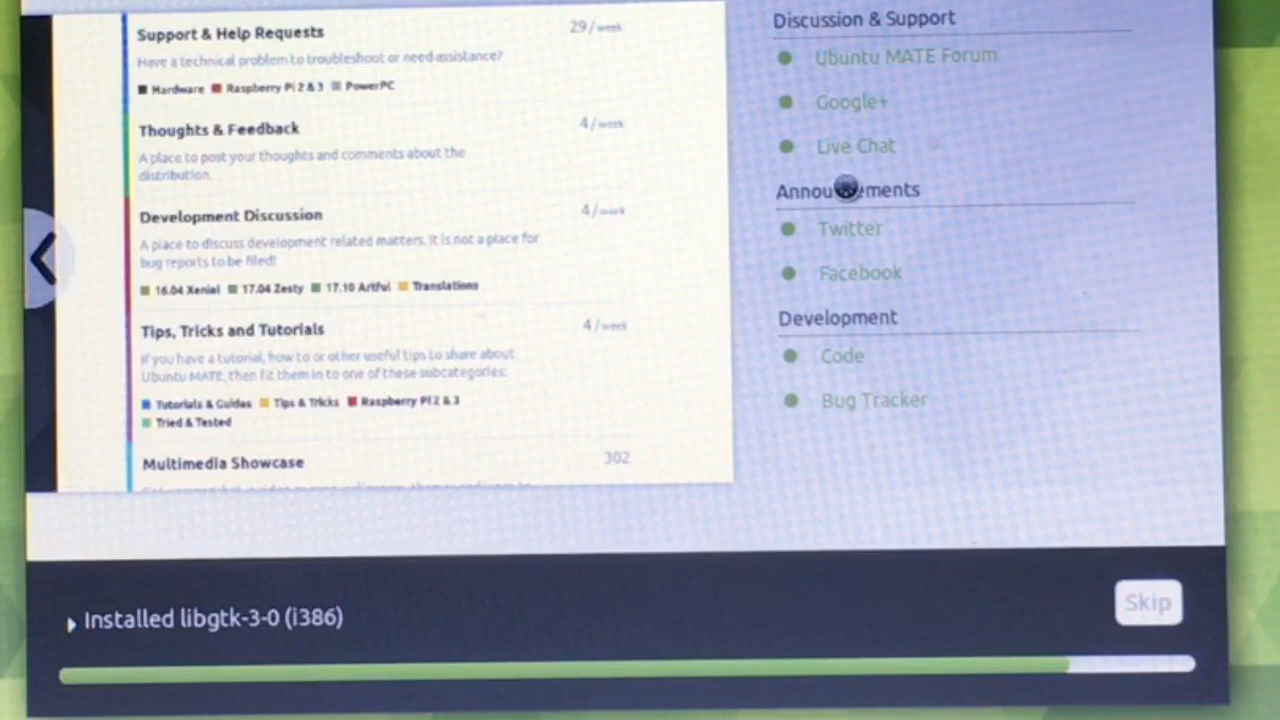 Support & Help Requests
29/week
Have a technical problem to troubleshoot or need assistance?
Hardware Raspberry Pi 2 & 3 PowerPC
Thoughts & Feedback
4/week
A place to post your thoughts and comments about the
distribution.
Development Discussion
4/week
A place to discuss development related matters. It is not a place for
bug reports to be filed!
16.04 Xenial 17.04 Zesty 17.10 Artful Translations
Tips, Tricks and Tutorials
4/week
If you have a tutorial, how to or other useful tips to share about
Ubuntu MATE, then fit them in to one of these subcategories:
Tutorials & Guides Tips & Tricks Raspberry Pi 2 & 3
Tried & Tested
Multimedia Showcase
302
Discussion & Support
Ubuntu MATE Forum
Google+
Live Chat
Twitter
Facebook
Development
Code
Bug Tracker
Installed libgtk-3-0 (i386)
Skip